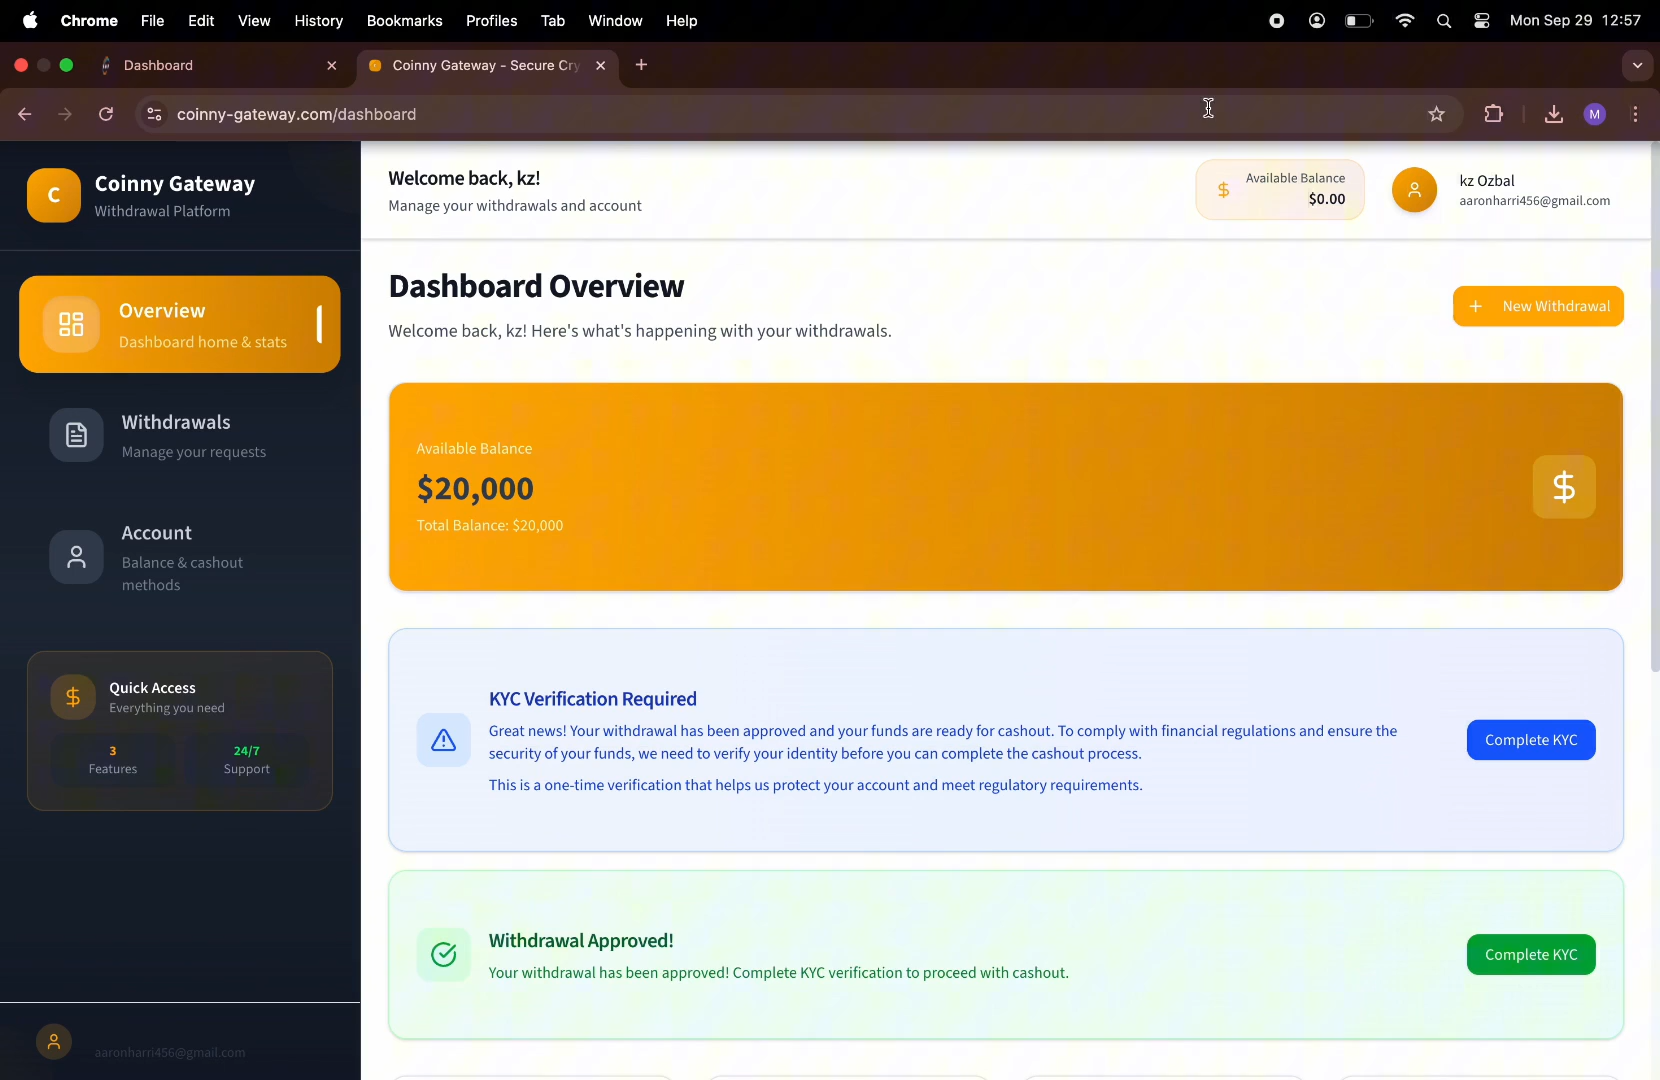 Chrome File Edit View History Bookmarks Profiles Tab Window Help Mon Sep 29 12:57
Dashboard Coinny Gateway - Secure Cry
coinny-gateway.com/dashboard M
C Coinny Gateway
Withdrawal Platform
Overview
Dashboard home & stats
Withdrawals
Manage your requests
Account
Balance & cashout
methods
Quick Access
Everything you need
3
Features
24/7
Support
aaronharri456@gmail.com
Welcome back, kz!
Manage your withdrawals and account
Available Balance
$0.00
kz Ozbal
aaronharri456@gmail.com
Dashboard Overview
Welcome back, kz! Here's what's happening with your withdrawals.
+ New Withdrawal
Available Balance
$20,000
Total Balance: $20,000
KYC Verification Required
Great news! Your withdrawal has been approved and your funds are ready for cashout. To comply with financial regulations and ensure the
security of your funds, we need to verify your identity before you can complete the cashout process.
This is a one-time verification that helps us protect your account and meet regulatory requirements.
Complete KYC
Withdrawal Approved!
Your withdrawal has been approved! Complete KYC verification to proceed with cashout.
Complete KYC